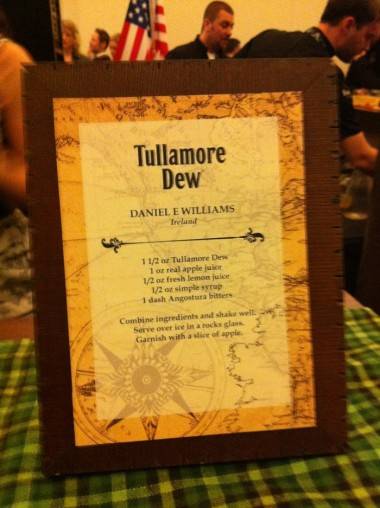 Tullamore
Dew
DANIEL E WILLIAMS
Ireland
1 1/2 oz Tullamore Dew
1 oz real apple juice
1/2 oz fresh lemon juice
1/2 oz simple syrup
1 dash Angostura bitters
Combine ingredients and shake well.
Serve over ice in a rocks glass.
Garnish with a slice of apple.